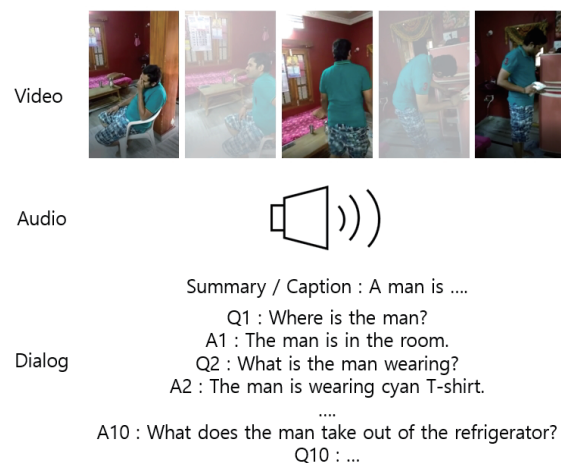 Video
Audio
Summary / Caption : A man is ....
Q1 : Where is the man?
A1 : The man is in the room.
Q2 : What is the man wearing?
Dialog
A2 : The man is wearing cyan T-shirt.
....
A10 : What does the man take out of the refrigerator?
Q10 : ...